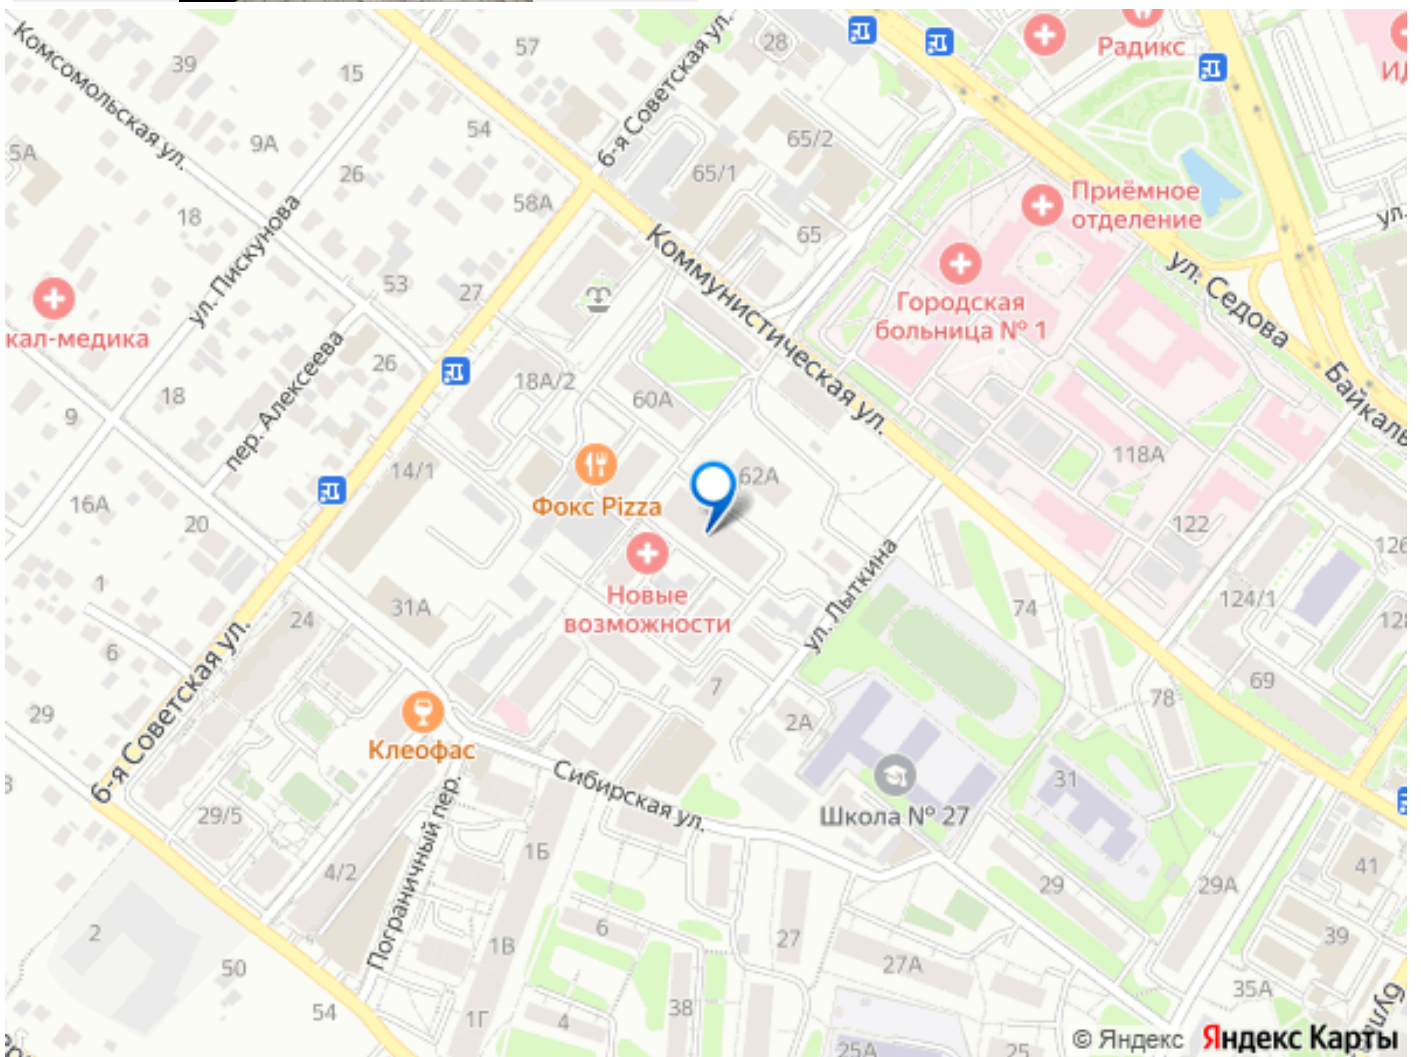 Комсомольская ул.
39
57
15
9А
54
5А
26
18
ул. Пискунова
58А
53
27
кал-медика
пер. Алексеева
26
18
9
16А
20
1
6
29
6-я Советская ул.
28
65/2
65/1
65
Радикс
Приёмное
отделение
Городская
больница № 1
ул. Седова
Байкаль
ул.
Коммунистическая ул.
18А/2
60А
62А
14/1
Фокс Pizza
Новые
возможности
31А
24
6-я Советская ул.
Клеофас
29/5
4/2
Пограничный пер.
Сибирская ул.
ул. Лыткина
7
2А
Школа № 27
118А
122
126
124/1
128
74
78
69
31
41
29
29А
39
35А
1Б
1В
1Г
6
4
38
27
27А
25А
25
2
50
54
© Яндекс Яндекс Карты